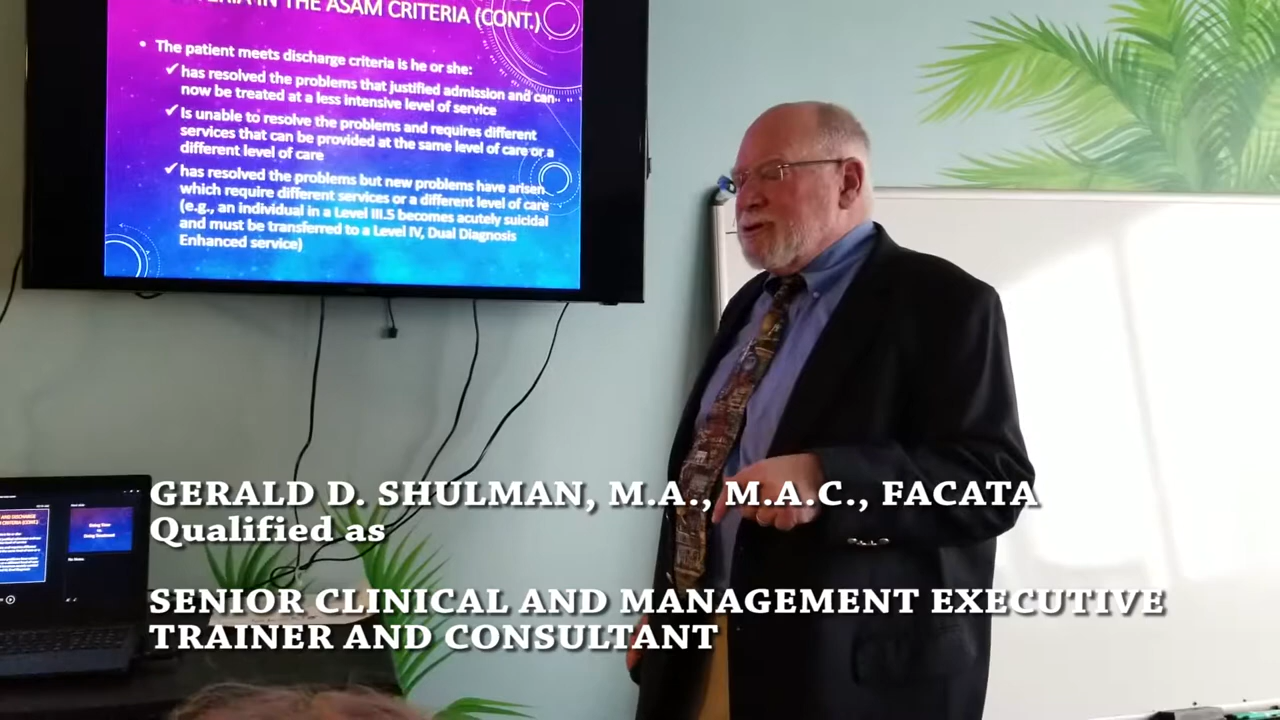 ERIA IN THE ASAM CRITERIA (CONT.)
• The patient meets discharge criteria is he or she:
✓ has resolved the problems that justified admission and can
now be treated at a less intensive level of service
✓ Is unable to resolve the problems and requires different
services that can be provided at the same level of care or a
different level of care
✓ has resolved the problems but new problems have arisen
which require different services or a different level of care
(e.g., an individual in a Level III.5 becomes acutely suicidal
and must be transferred to a Level IV, Dual Diagnosis
Enhanced service)
GERALD D. SHULMAN, M.A., M.A.C., FACATA
Qualified as
SENIOR CLINICAL AND MANAGEMENT EXECUTIVE
TRAINER AND CONSULTANT